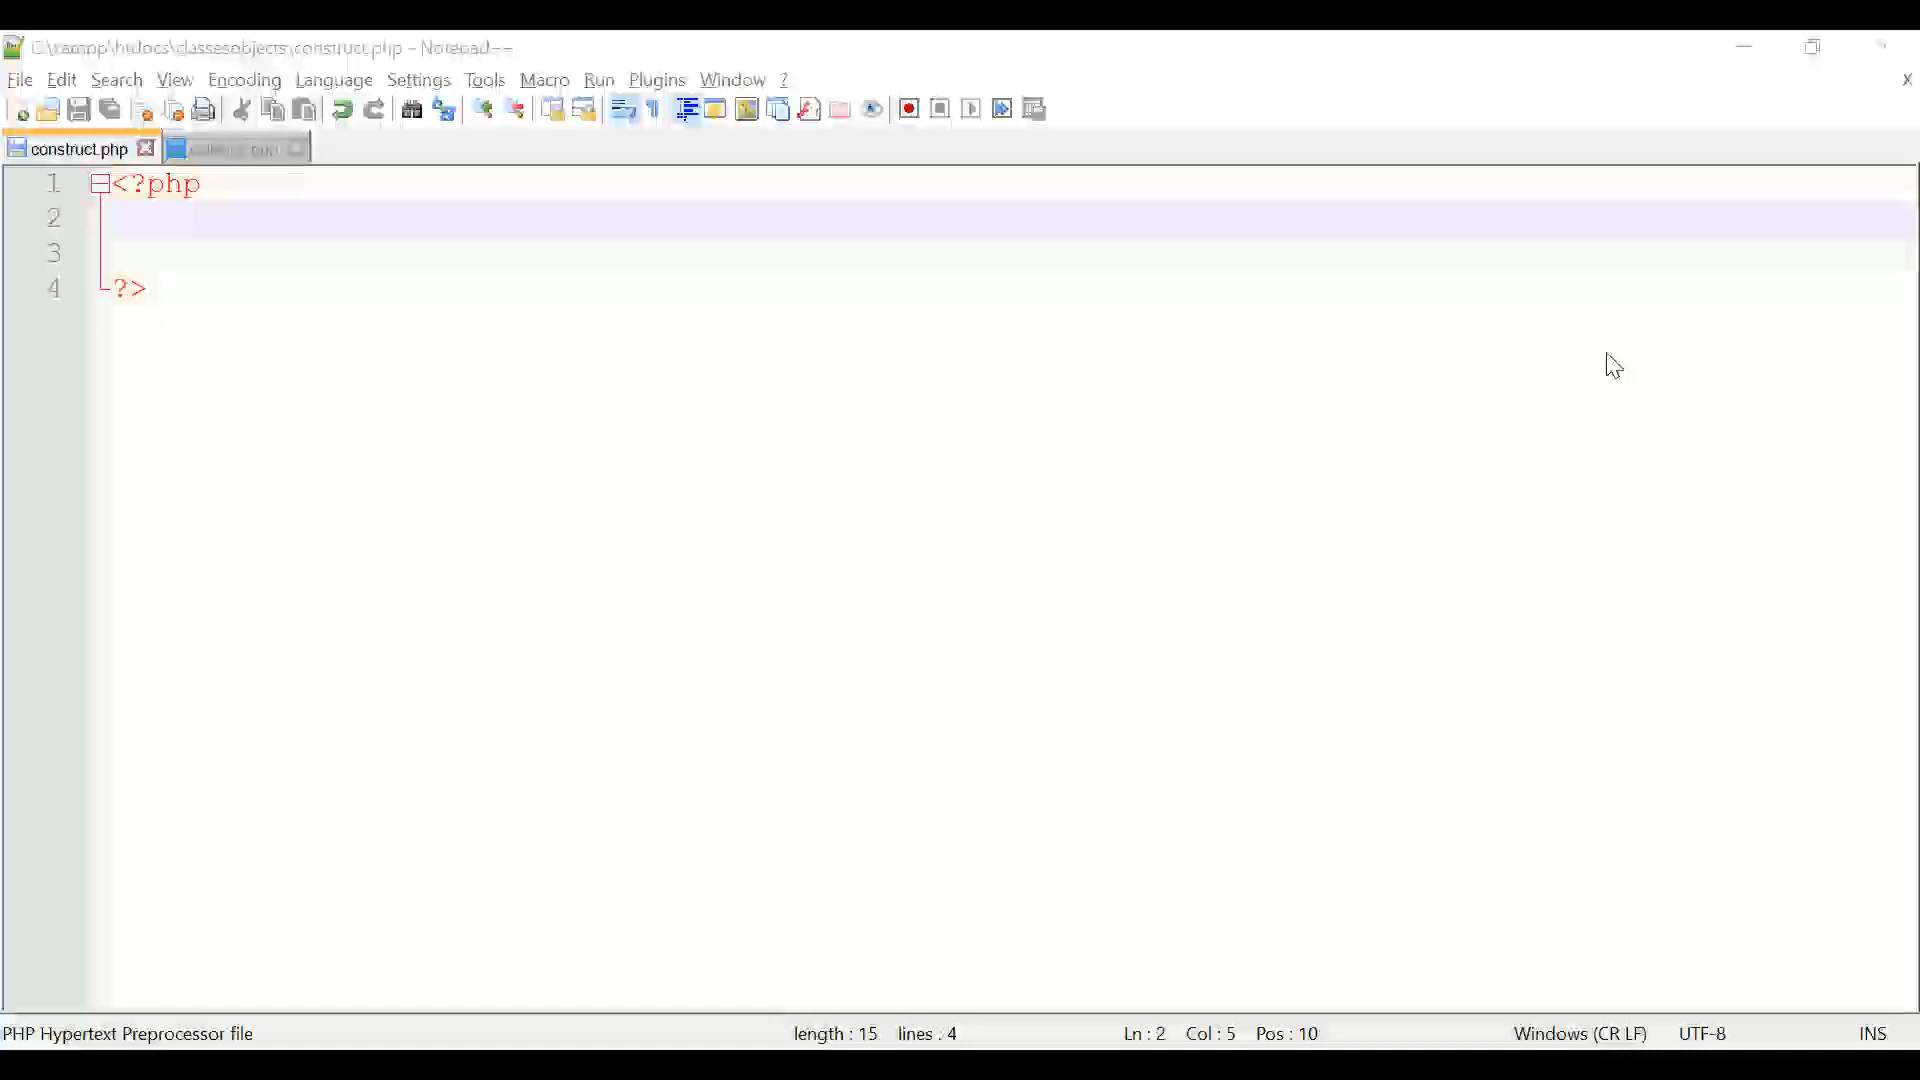 C:\xampp\htdocs\classesobjects\construct.php - Notepad++
File Edit Search View Encoding Language Settings Tools Macro Run Plugins Window ?
X
construct.php
1 <?php
2
3
4 ?>
PHP Hypertext Preprocessor file length : 15 lines : 4 Ln : 2 Col : 5 Pos : 10 Windows (CR LF) UTF-8 INS